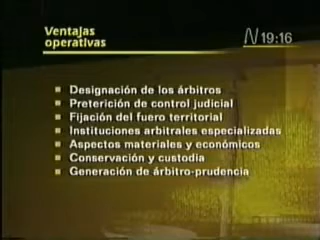 Ventajas
operativas
N19:16
Designación de los árbitros
Preterición de control judicial
Fijación del fuero territorial
Instituciones arbitrales especializadas
Aspectos materiales y económicos
Conservación y custodia
Generación de árbitro-prudencia